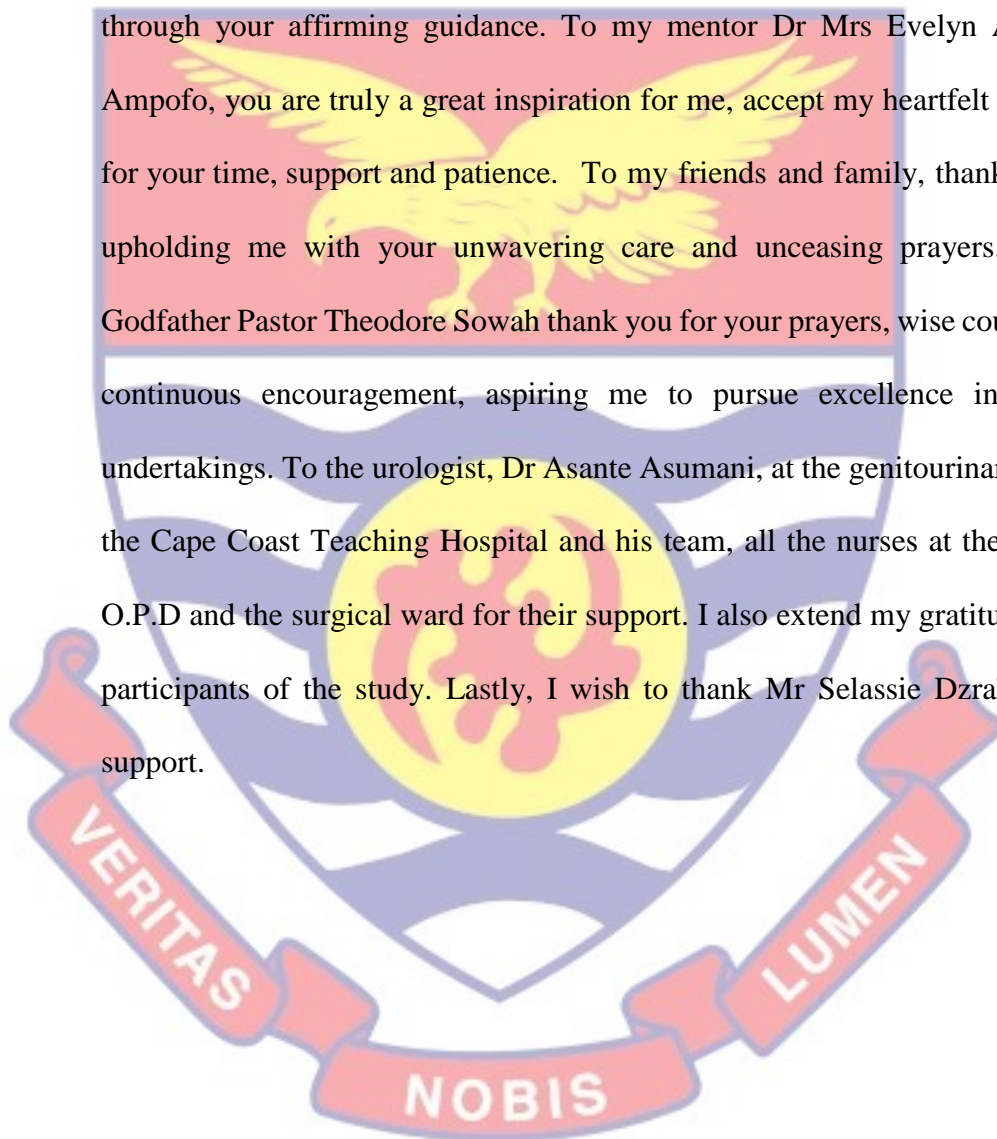 through your affirming guidance. To my mentor Dr Mrs Evelyn
Ampofo, you are truly a great inspiration for me, accept my heartfelt
for your time, support and patience. To my friends and family, thank
upholding me with your unwavering care and unceasing prayers.
Godfather Pastor Theodore Sowah thank you for your prayers, wise
continuous encouragement, aspiring me to pursue excellence in
undertakings. To the urologist, Dr Asante Asumani, at the
the Cape Coast Teaching Hospital and his team, all the nurses at the
O.P.D and the surgical ward for their support. I also extend my
participants of the study. Lastly, I wish to thank Mr Selassie
support.
VERITAS
NOBIS
LUMEN